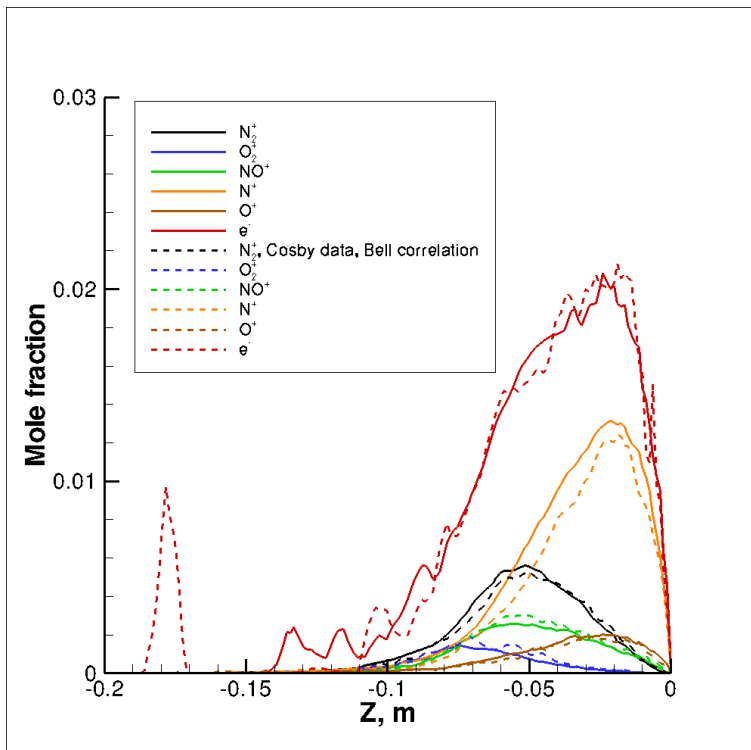 0.03
N₂⁺
O₂⁺
NO⁺
N⁺
O⁺
e⁻
N₂⁺, Cosby data, Bell correlation
O₂⁺
NO⁺
N⁺
O⁺
e⁻
0.02
0.01
0
Mole fraction
-0.2
-0.15
-0.1
-0.05
0
Z, m